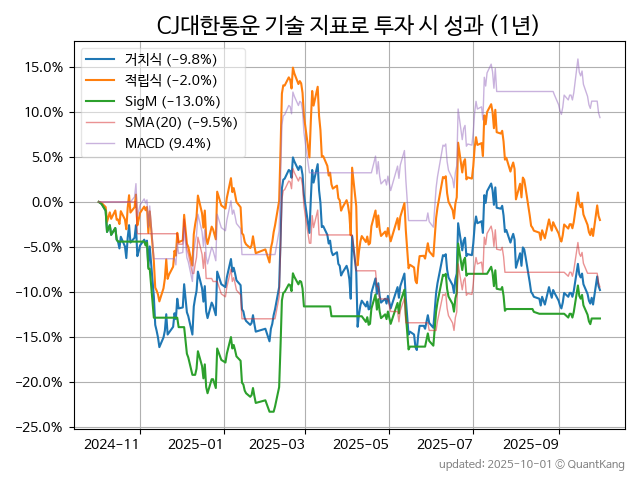 CJ대한통운 기술 지표로 투자 시 성과 (1년)
거치식 (−9.8%)
적립식 (−2.0%)
SigM (−13.0%)
SMA(20) (−9.5%)
MACD (9.4%)
15.0%
10.0%
5.0%
0.0%
−5.0%
−10.0%
−15.0%
−20.0%
−25.0%
2024-11 2025-01 2025-03 2025-05 2025-07 2025-09
updated: 2025-10-01 © QuantKang